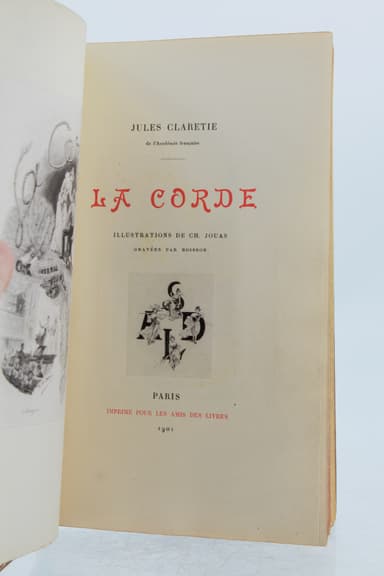 JULES CLARETIE
de l'Académie française
LA CORDE
ILLUSTRATIONS DE CH. JOUAS
GRAVÉES PAR BOISSON
PARIS
IMPRIMÉ POUR LES AMIS DES LIVRES
1901